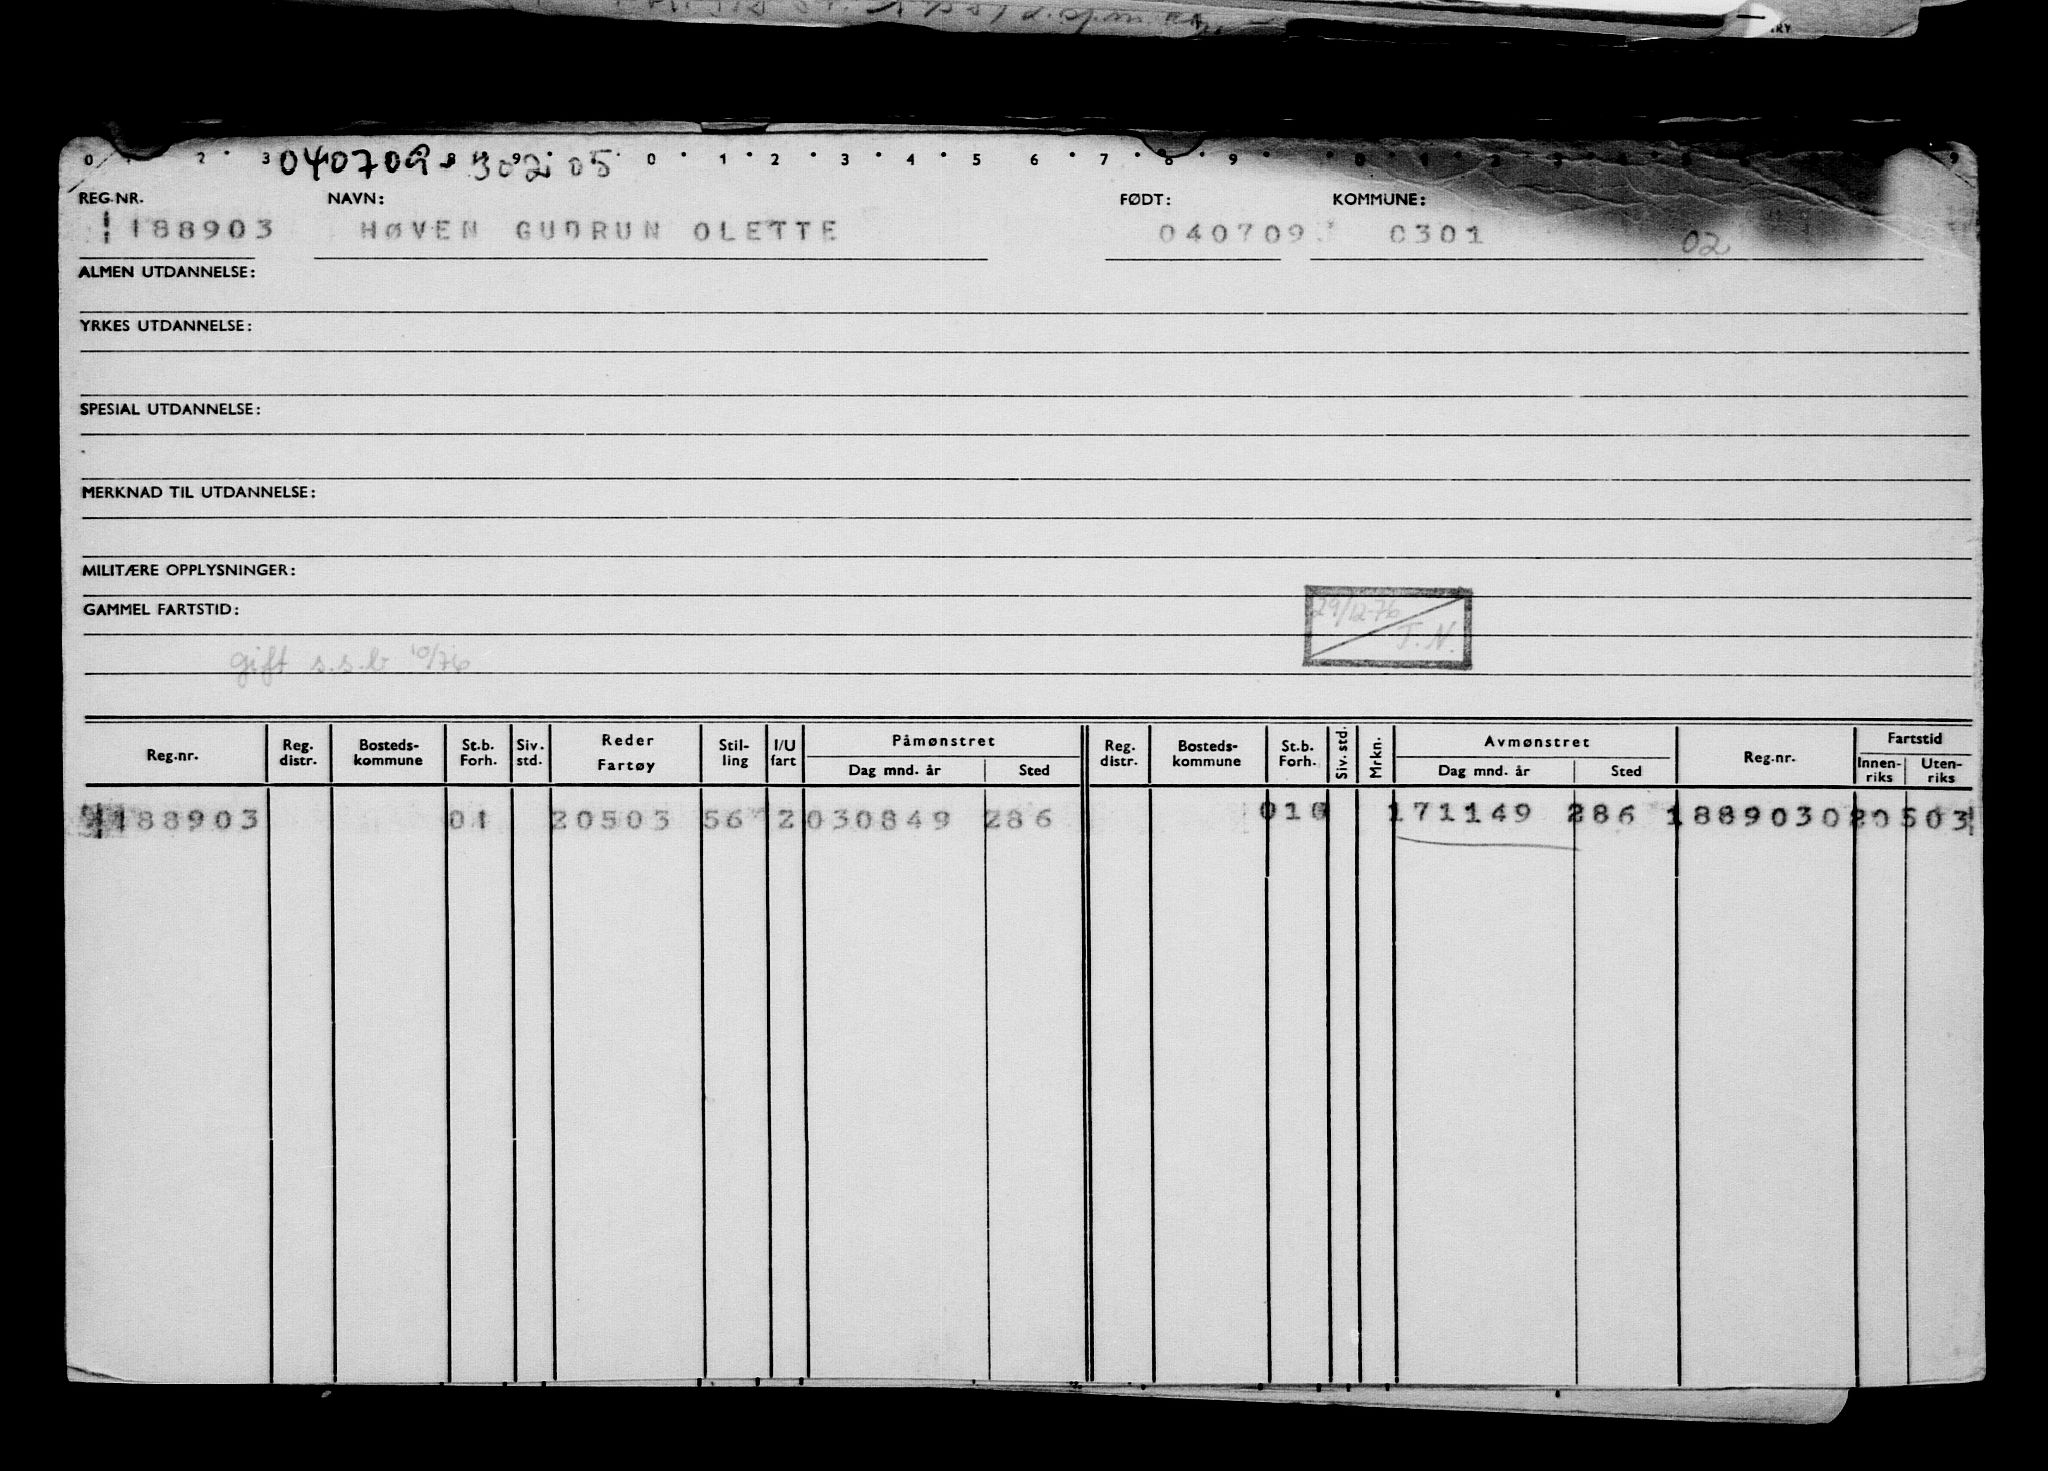 0 2 3 040709 30205 9 0 1 2 3 4 5 6 7 8 9
REG.NR. NAVN: FØDT: KOMMUNE:
188903 HØVEN GUDRUN OLETTE 040709 0301 02
ALMEN UTDANNELSE:
YRKES UTDANNELSE:
SPESIAL UTDANNELSE:
MERKNAD TIL UTDANNELSE:
MILITÆRE OPPLYSNINGER:
GAMMEL FARTSTID:
29/12-76
T.N.
gift s.s.b 10/76
Reg.nr. Reg. distr. Bosteds-kommune St.b. Forh. Siv. std. Reder Fartøy Stil-ling I/U fart Påmønstret Dag mnd. år Sted Reg. distr. Bosteds-kommune St.b. Forh. Siv. std. Mrkn. Avmønstret Dag mnd. år Sted Reg.nr. Fartstid Innen-riks Uten-riks
188903 01 20503 56 2 030849 286 010 171149 286 1889030 20503